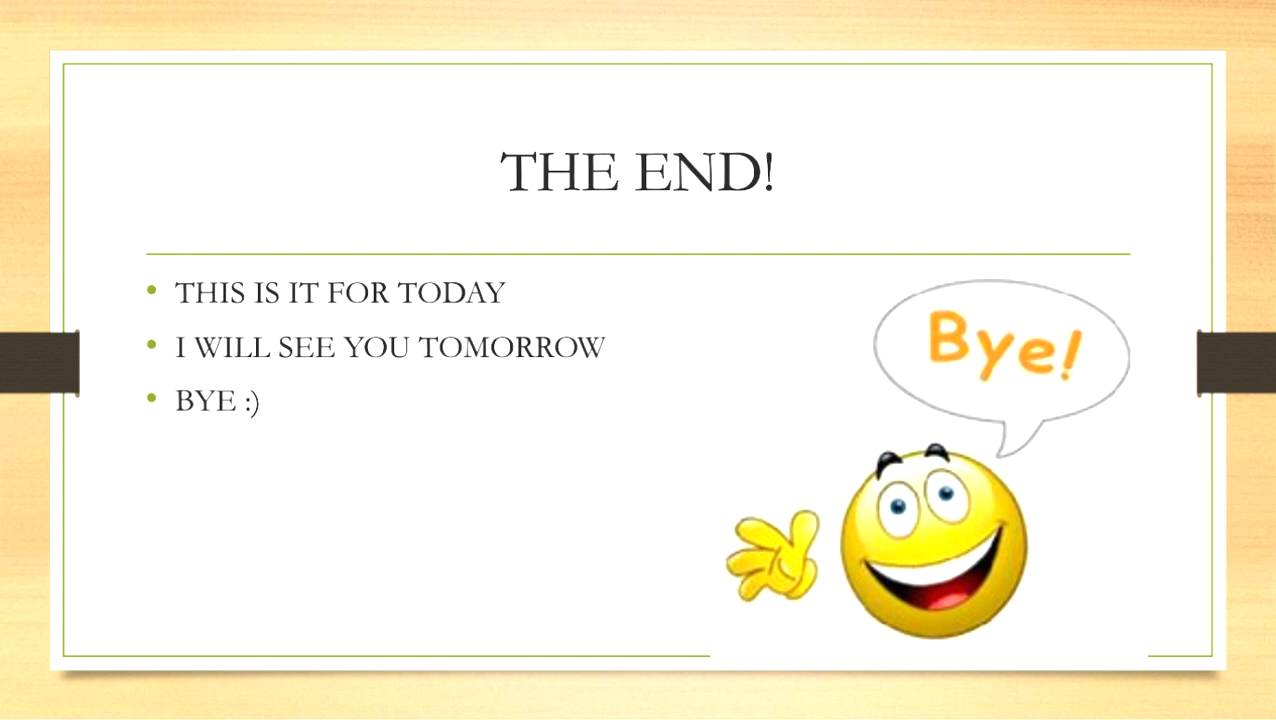 THE END!
THIS IS IT FOR TODAY
I WILL SEE YOU TOMORROW
BYE :)
Bye!